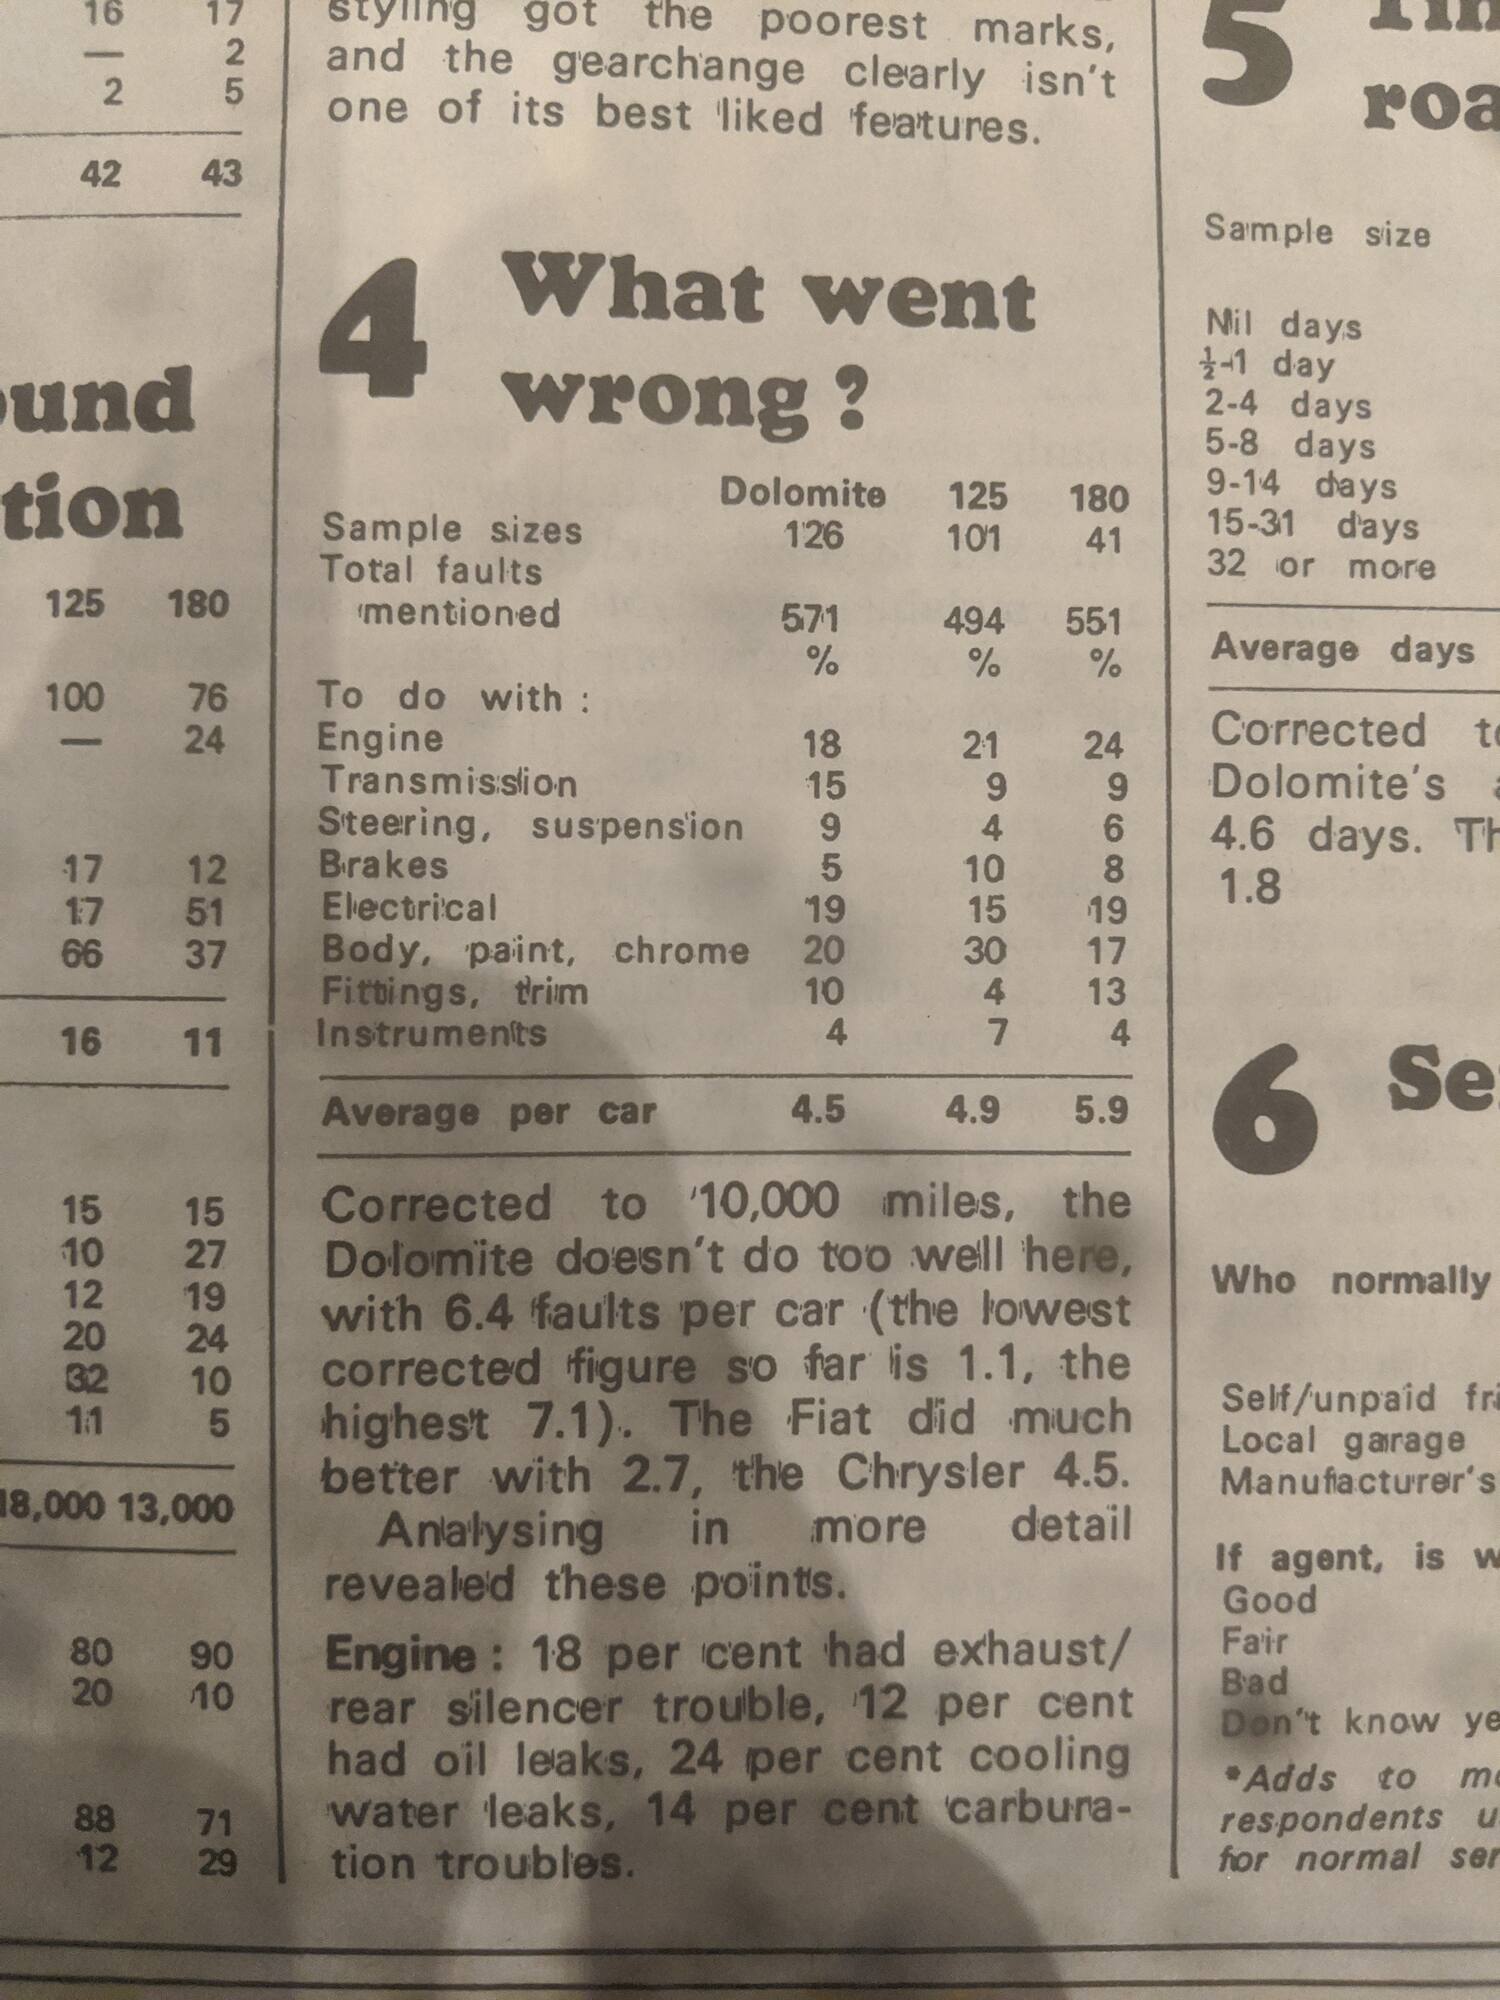 16 17
— 2
2 5
42 43
und
tion
125 180
100 76
— 24
17 12
17 51
66 37
16 11
15 15
10 27
12 19
20 24
32 10
11 5
18,000 13,000
80 90
20 10
88 71
12 29
styling got the poorest marks,
and the gearchange clearly isn't
one of its best liked features.
4 What went
wrong?
Dolomite 125 180
Sample sizes 126 101 41
Total faults
mentioned 571 494 551
% % %
To do with:
Engine 18 21 24
Transmission 15 9 9
Steering, suspension 9 4 6
Brakes 5 10 8
Electrical 19 15 19
Body, paint, chrome 20 30 17
Fittings, trim 10 4 13
Instruments 4 7 4
Average per car 4.5 4.9 5.9
Corrected to 10,000 miles, the
Dolomite doesn't do too well here,
with 6.4 faults per car (the lowest
corrected figure so far is 1.1, the
highest 7.1). The Fiat did much
better with 2.7, the Chrysler 4.5.
Analysing in more detail
revealed these points.
Engine: 18 per cent had exhaust/
rear silencer trouble, 12 per cent
had oil leaks, 24 per cent cooling
water leaks, 14 per cent carbura-
tion troubles.
5
roa
Sample size
Nil days
½-1 day
2-4 days
5-8 days
9-14 days
15-31 days
32 or more
Average days
Corrected to
Dolomite's
4.6 days. Th
1.8
6 Se
Who normally
Self/unpaid fri
Local garage
Manufacturer's
If agent, is w
Good
Fair
Bad
Don't know ye
*Adds to mo
respondents u
for normal ser